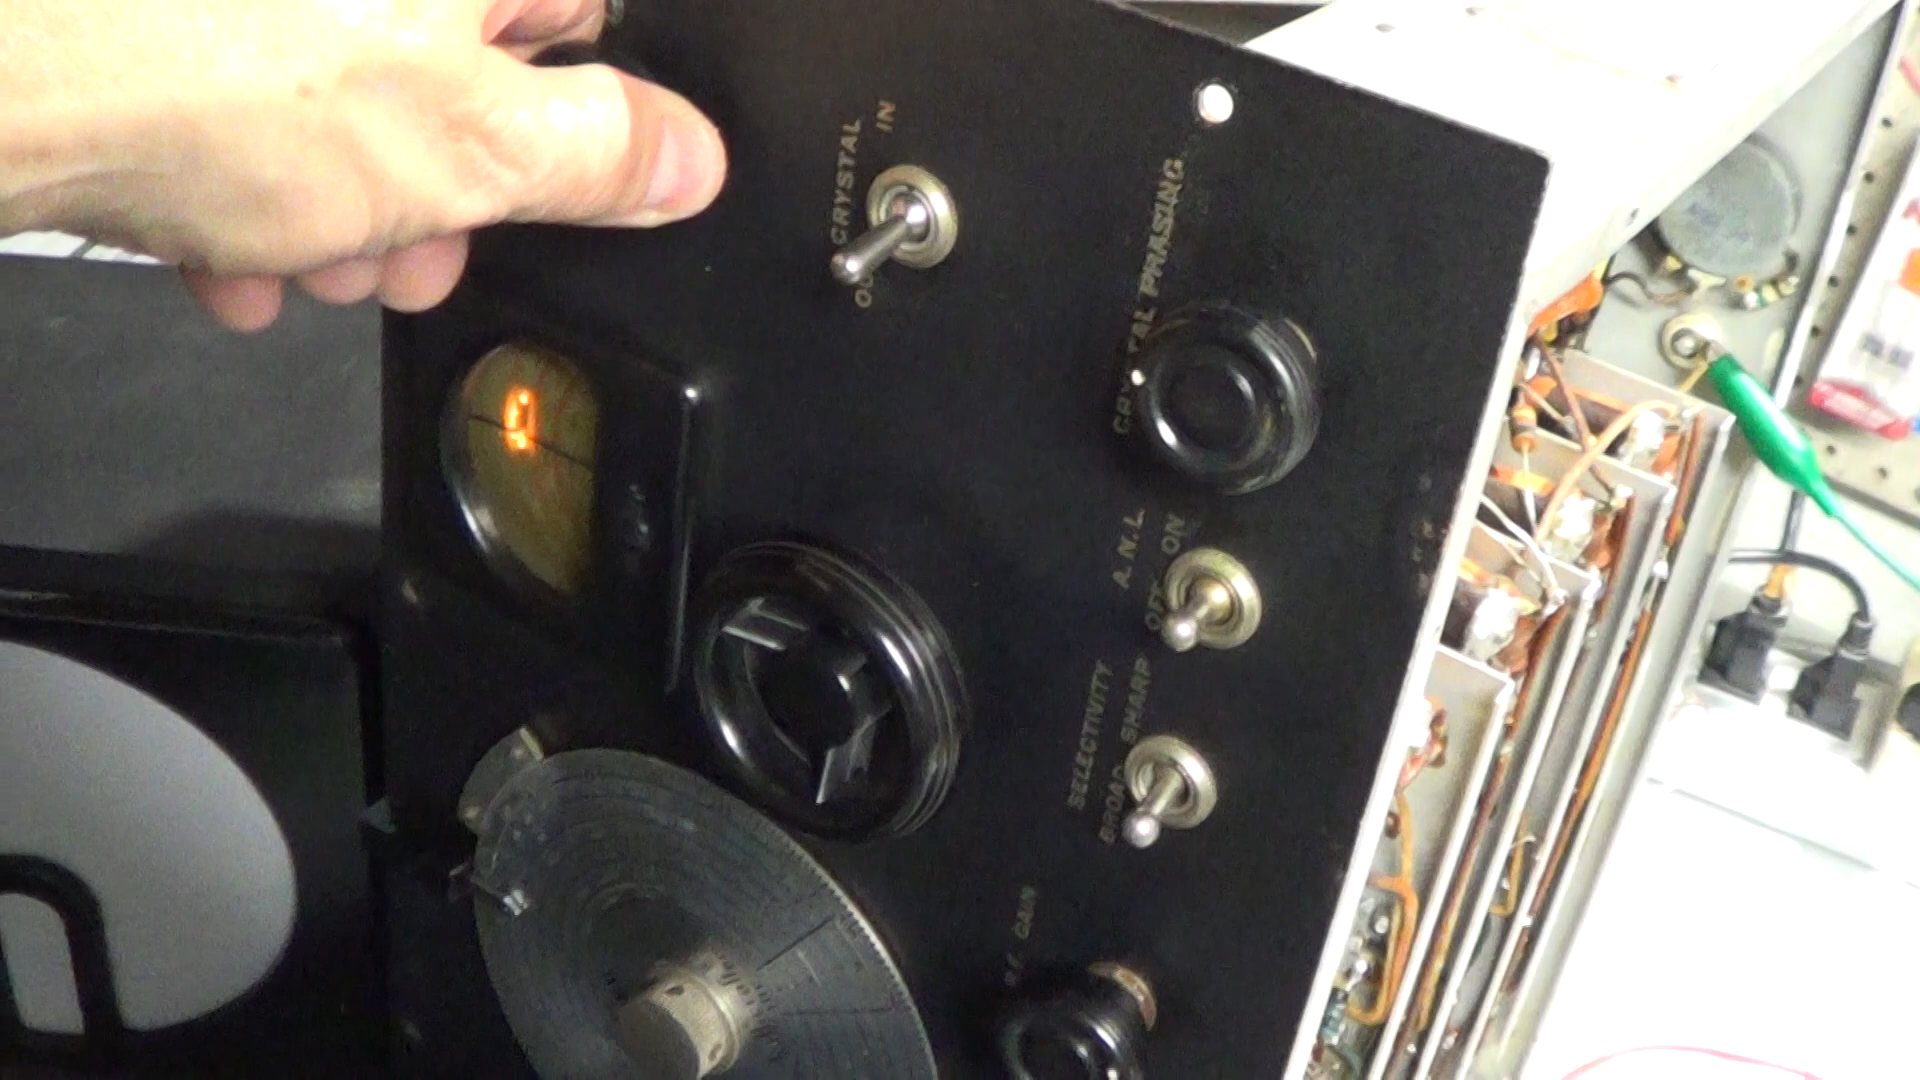 CRYSTAL
OUT IN
CRYSTAL PHASING
A.N.L.
OFF ON
SELECTIVITY
BROAD SHARP
R.F. GAIN